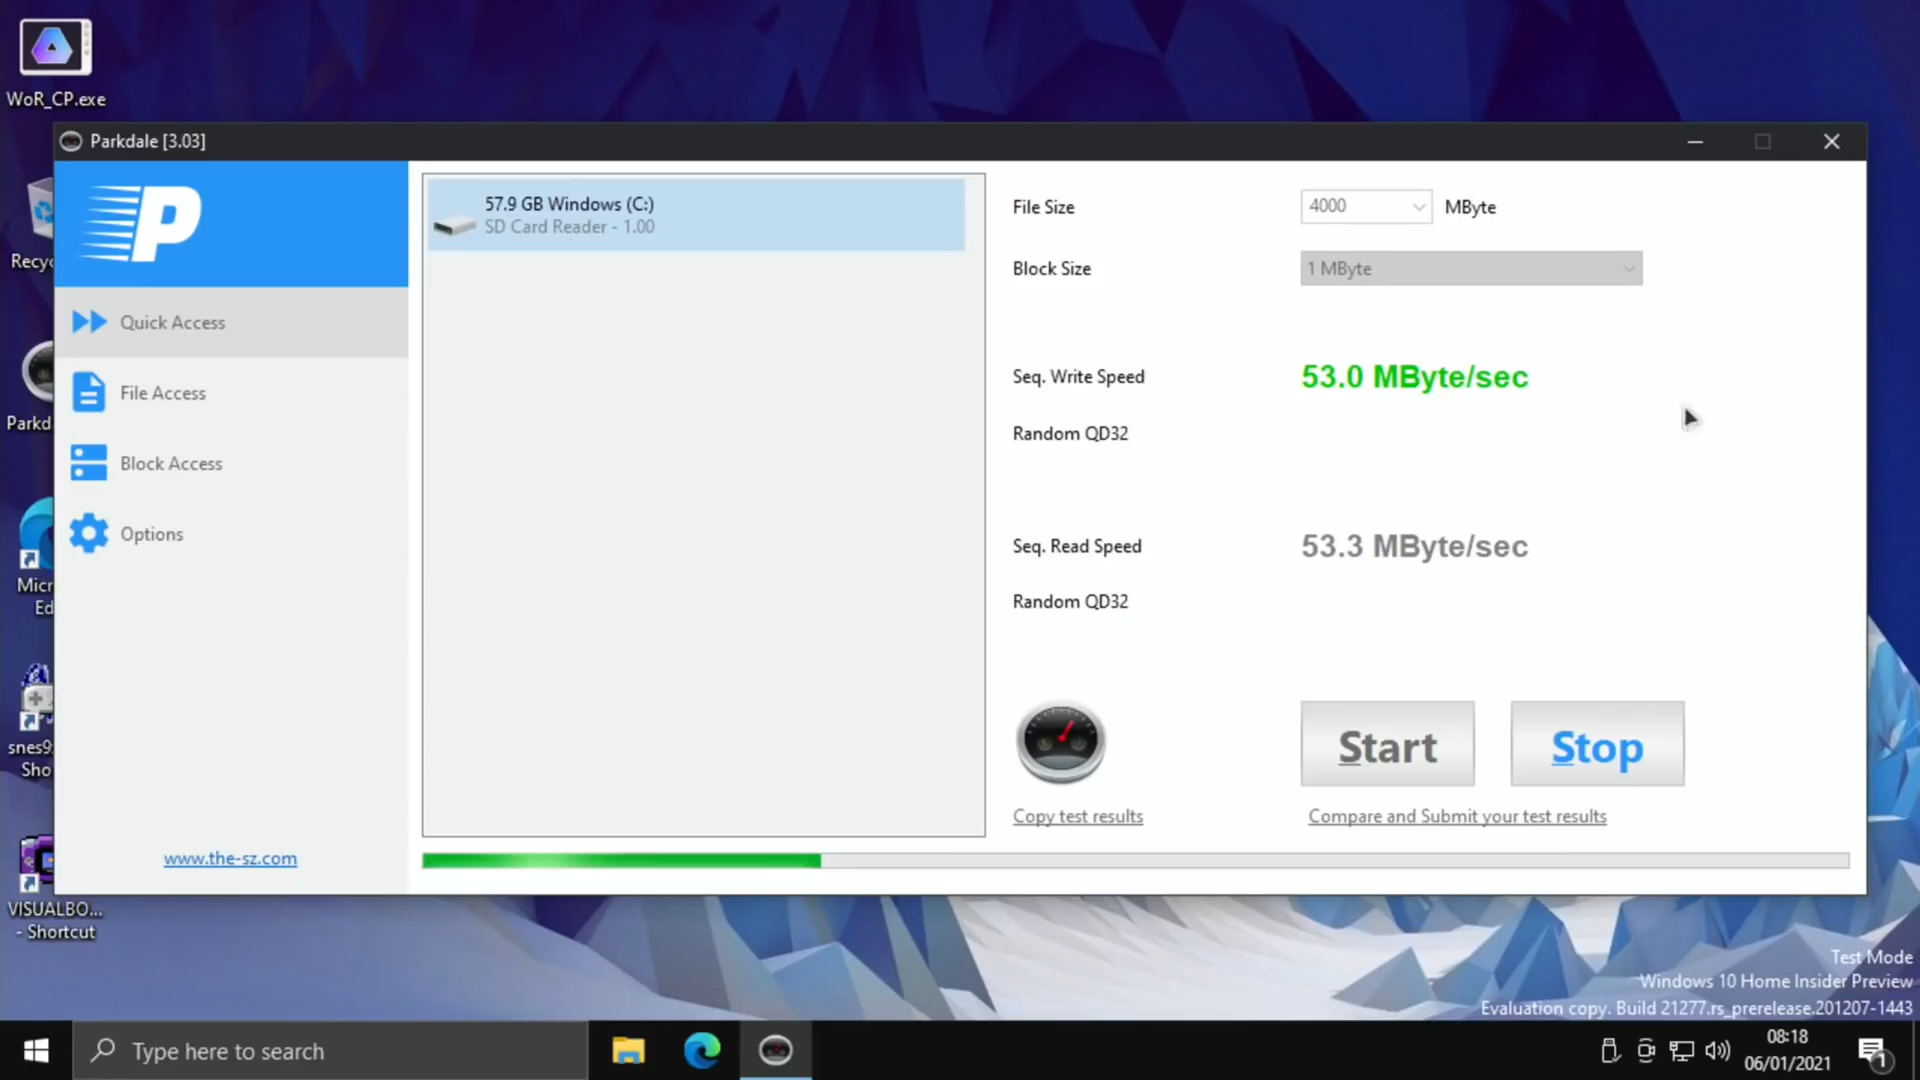 WoR_CP.exe
Parkdale [3.03]
P
57.9 GB Windows (C:)
SD Card Reader - 1.00
File Size
4000
MByte
Block Size
1 MByte
Quick Access
File Access
Block Access
Options
Seq. Write Speed
53.0 MByte/sec
Random QD32
Seq. Read Speed
53.3 MByte/sec
Random QD32
Start
Stop
Copy test results
Compare and Submit your test results
www.the-sz.com
Recyc
Parkd
Micr
Ed
snes9
Sho
VISUALBO...
- Shortcut
Test Mode
Windows 10 Home Insider Preview
Evaluation copy. Build 21277.rs_prerelease.201207-1443
Type here to search
08:18
06/01/2021
1